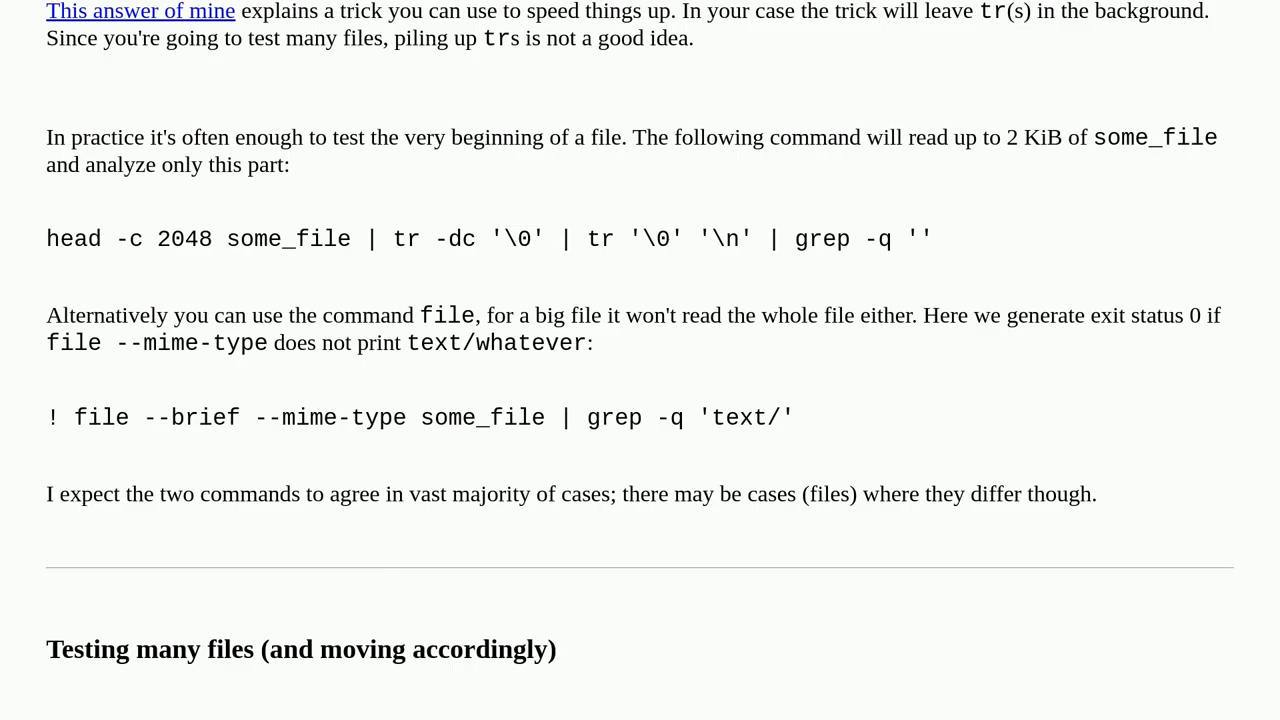 This answer of mine explains a trick you can use to speed things up. In your case the trick will leave tr(s) in the background.
Since you're going to test many files, piling up trs is not a good idea.
In practice it's often enough to test the very beginning of a file. The following command will read up to 2 KiB of some_file
and analyze only this part:
head -c 2048 some_file | tr -dc '\0' | tr '\0' '\n' | grep -q ''
Alternatively you can use the command file, for a big file it won't read the whole file either. Here we generate exit status 0 if
file --mime-type does not print text/whatever:
! file --brief --mime-type some_file | grep -q 'text/'
I expect the two commands to agree in vast majority of cases; there may be cases (files) where they differ though.
Testing many files (and moving accordingly)